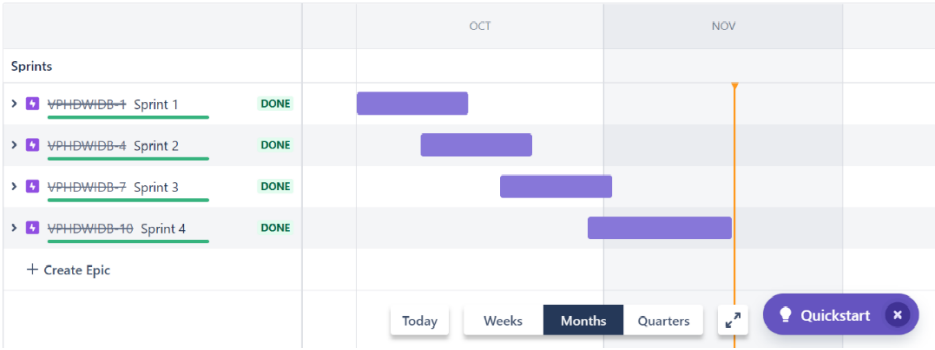 OCT NOV
Sprints
VPHDWIDB-1 Sprint 1 DONE
VPHDWIDB-4 Sprint 2 DONE
VPHDWIDB-7 Sprint 3 DONE
VPHDWIDB-10 Sprint 4 DONE
+ Create Epic
Today Weeks Months Quarters Quickstart